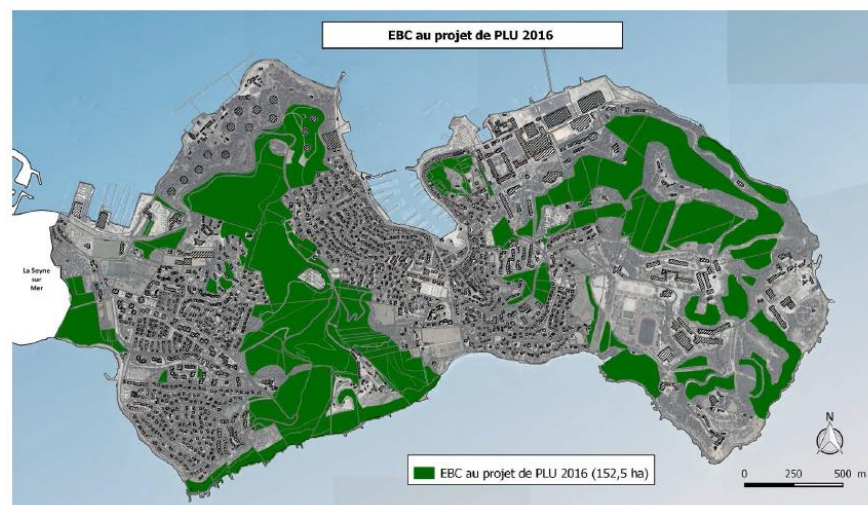 EBC au projet de PLU 2016
La Seyne
sur
Mer
N
EBC au projet de PLU 2016 (152,5 ha)
0 250 500 m